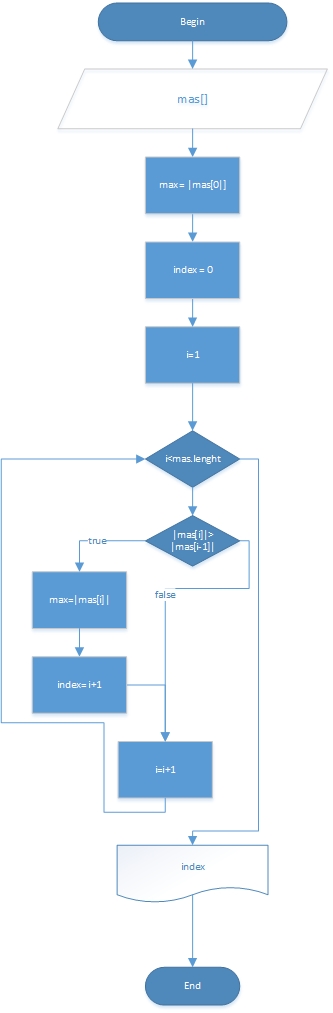 Begin
mas[]
max= |mas[0|]
index = 0
i=1
i<mas.lenght
|mas[i]|>
|mas[i-1]|
true
false
max=|mas[i]|
index= i+1
i=i+1
index
End